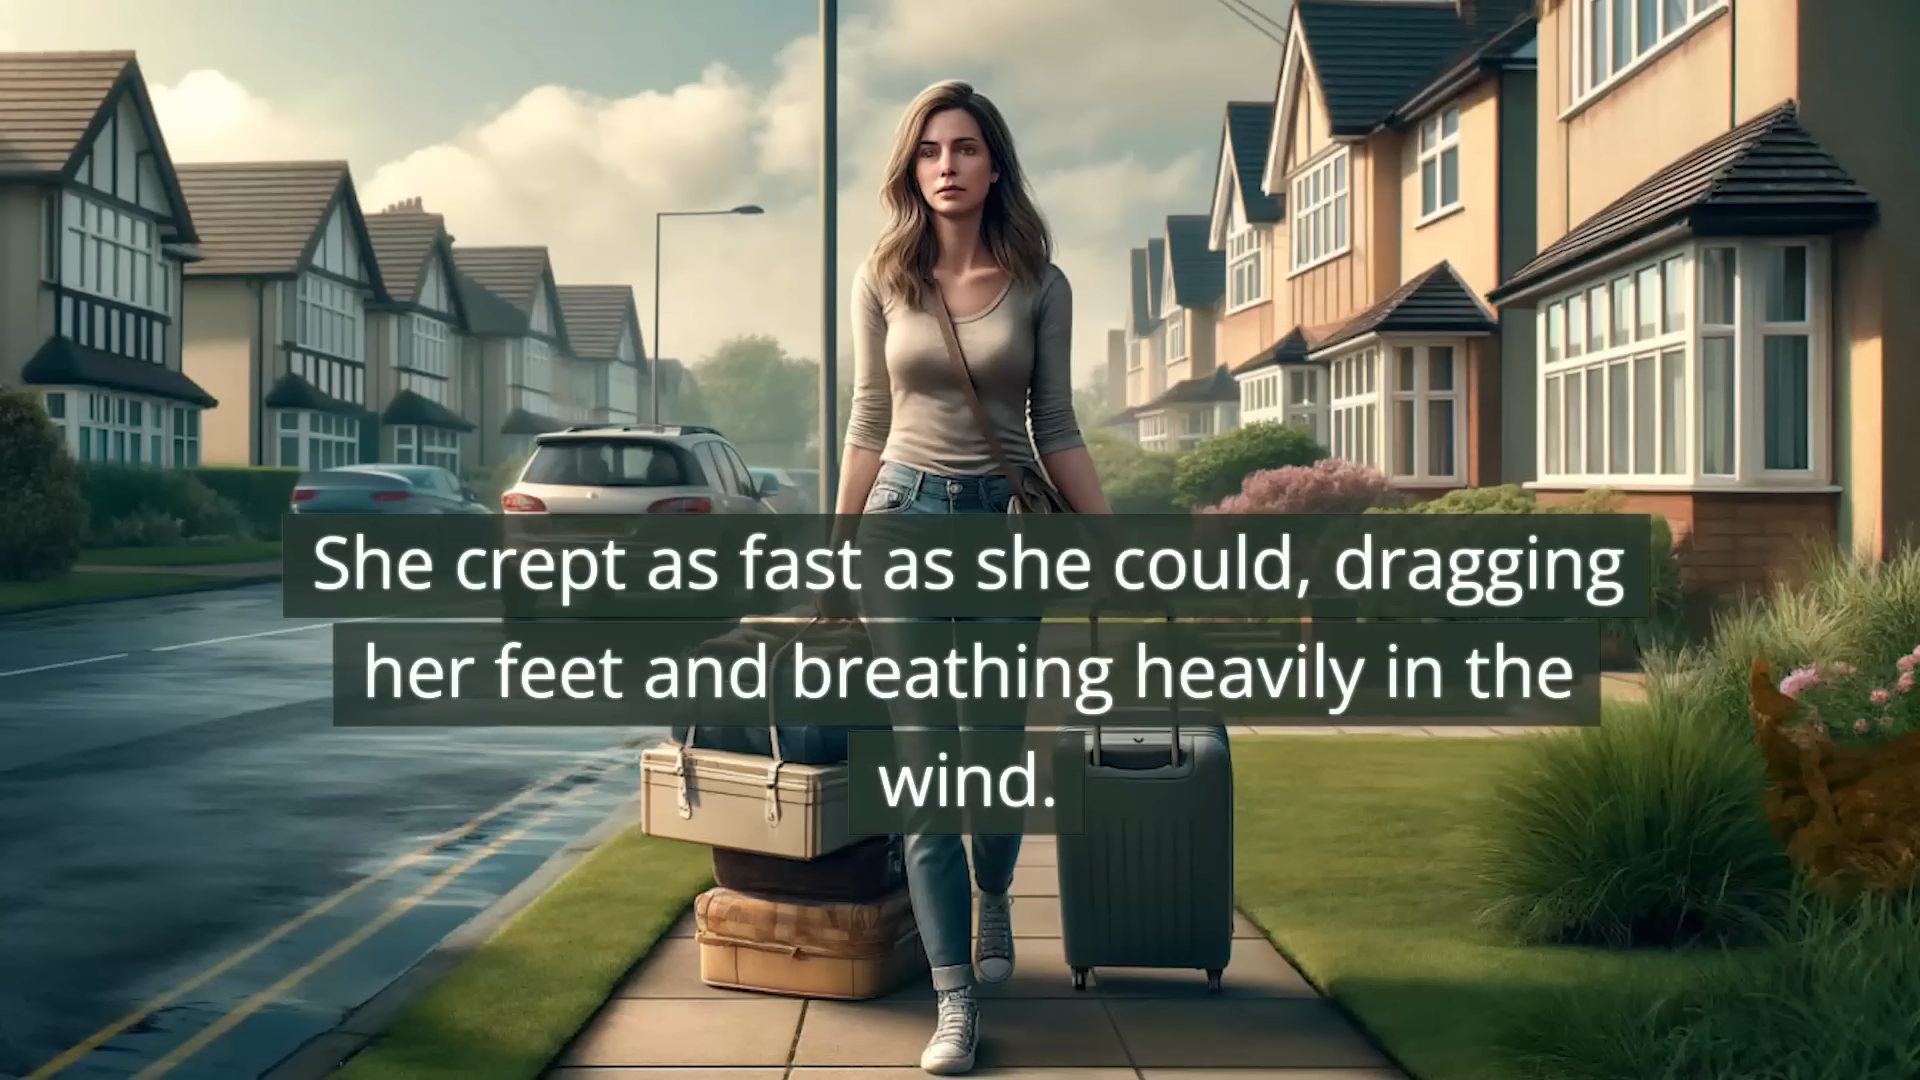 She crept as fast as she could, dragging
her feet and breathing heavily in the
wind.